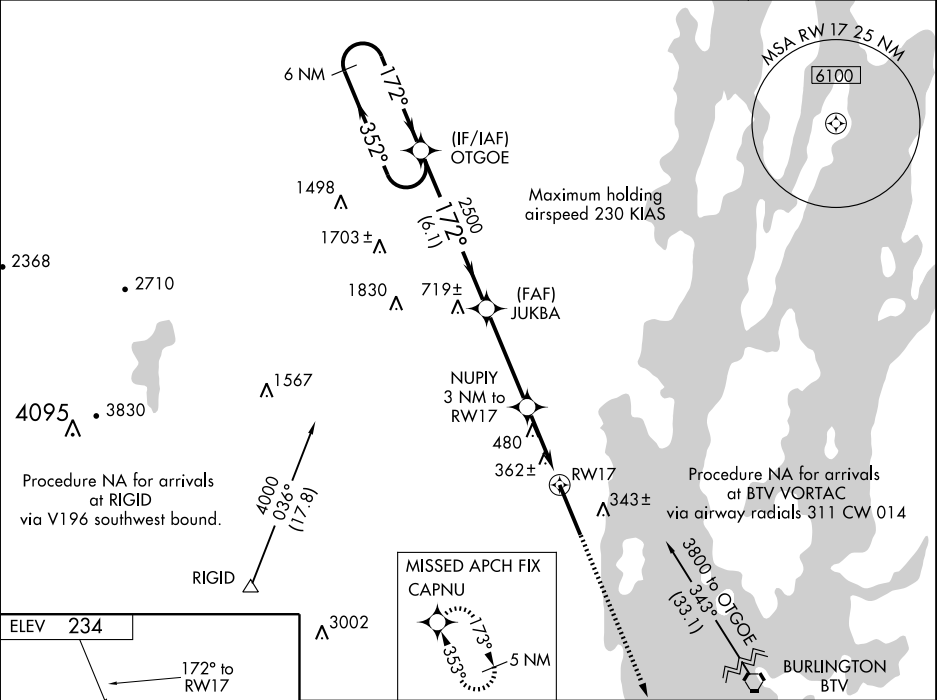 MSA RW 17 25 NM
6100
6 NM
172°
352°
(IF/IAF)
OTGOE
1498
1703 ±
2500
172°
(6.1)
Maximum holding
airspeed 230 KIAS
2368
2710
1830
719±
(FAF)
JUKBA
1567
NUPIY
3 NM to
RW17
4095
3830
480
362±
RW17
343±
Procedure NA for arrivals
at RIGID
via V196 southwest bound.
4000
036°
(17.8)
RIGID
Procedure NA for arrivals
at BTV VORTAC
via airway radials 311 CW 014
3800 to OTGOE
343°
(33.1)
MISSED APCH FIX
CAPNU
173°
353°
5 NM
3002
ELEV 234
172° to
RW17
BURLINGTON
BTV